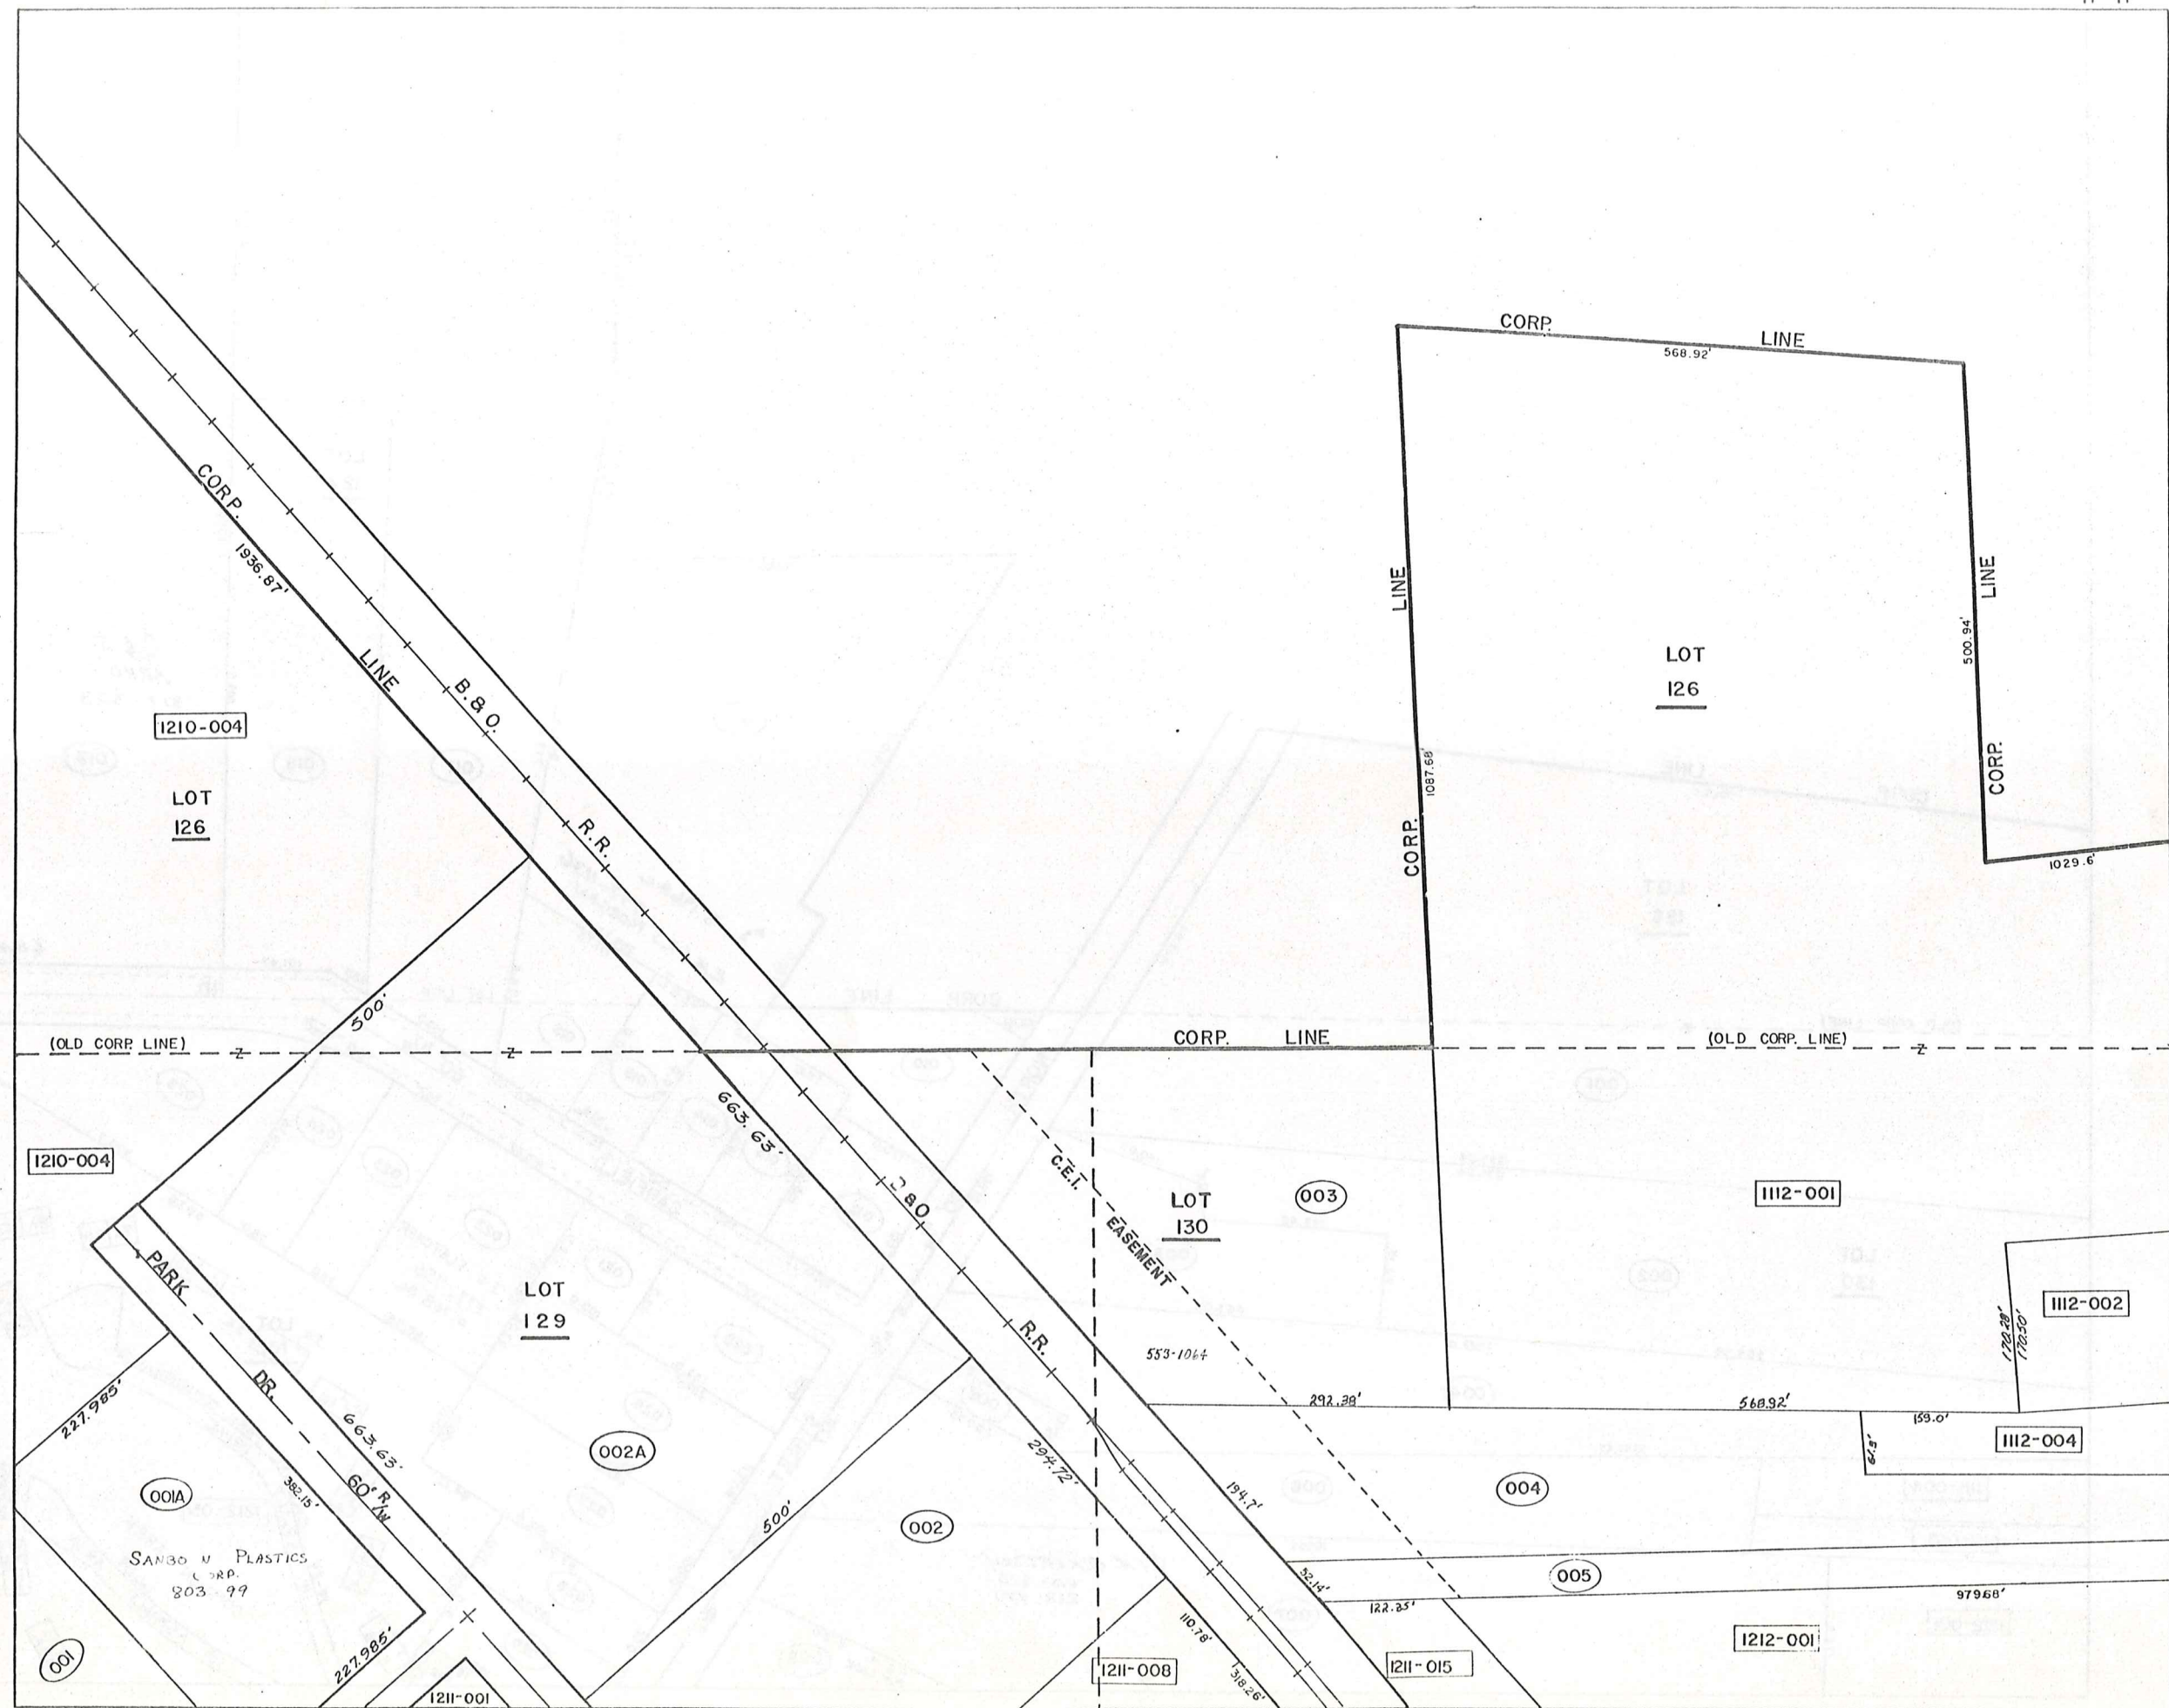 CORP. LINE
568.92'
CORP.
LINE
1936.87'
LINE
LINE
500.94'
LOT
126
B.&O.
1210-004
CORP.
1087.68'
LOT
126
R.R.
CORP.
1029.6'
500'
(OLD CORP. LINE)
Z
Z
CORP. LINE
(OLD CORP. LINE)
Z
663.63'
1210-004
C.E.I.
EASEMENT
LOT
130
003
1112-001
&O
PARK
DR.
60' R/W
LOT
129
R.R.
1112-002
170.28'
170.50'
553-1064
292.38'
568.92'
159.0'
61.9'
1112-004
227.985'
663.63'
002A
294.72'
194.7'
004
001A
382.15'
500'
002
SANBO N PLASTICS
CORP.
803 99
52.14'
005
979.68'
122.25'
110.78'
318.26'
001
227.985'
1211-001
1211-008
1211-015
1212-001